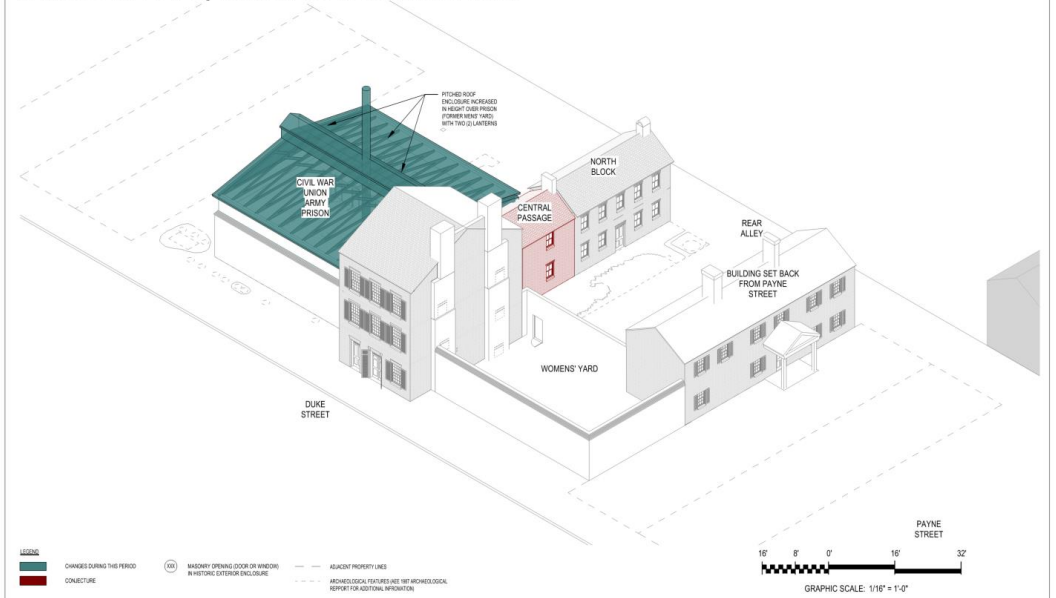 PITCHED ROOF
ENCLOSURE INCREASED
IN HEIGHT OVER PRISON
(FORMER MENS' YARD)
WITH TWO (2) LANTERNS
CIVIL WAR
UNION
ARMY
PRISON
NORTH
BLOCK
CENTRAL
PASSAGE
REAR
ALLEY
BUILDING SET BACK
FROM PAYNE
STREET
WOMENS' YARD
DUKE
STREET
PAYNE
STREET
LEGEND
CHANGES DURING THIS PERIOD
CONJECTURE
XXX
MASONRY OPENING (DOOR OR WINDOW)
IN HISTORIC EXTERIOR ENCLOSURE
ADJACENT PROPERTY LINES
ARCHAEOLOGICAL FEATURES (AEE 1987 ARCHAEOLOGICAL
REPPORT FOR ADDITIONAL INFROMATION)
16' 8' 0' 16' 32'
GRAPHIC SCALE: 1/16" = 1'-0"